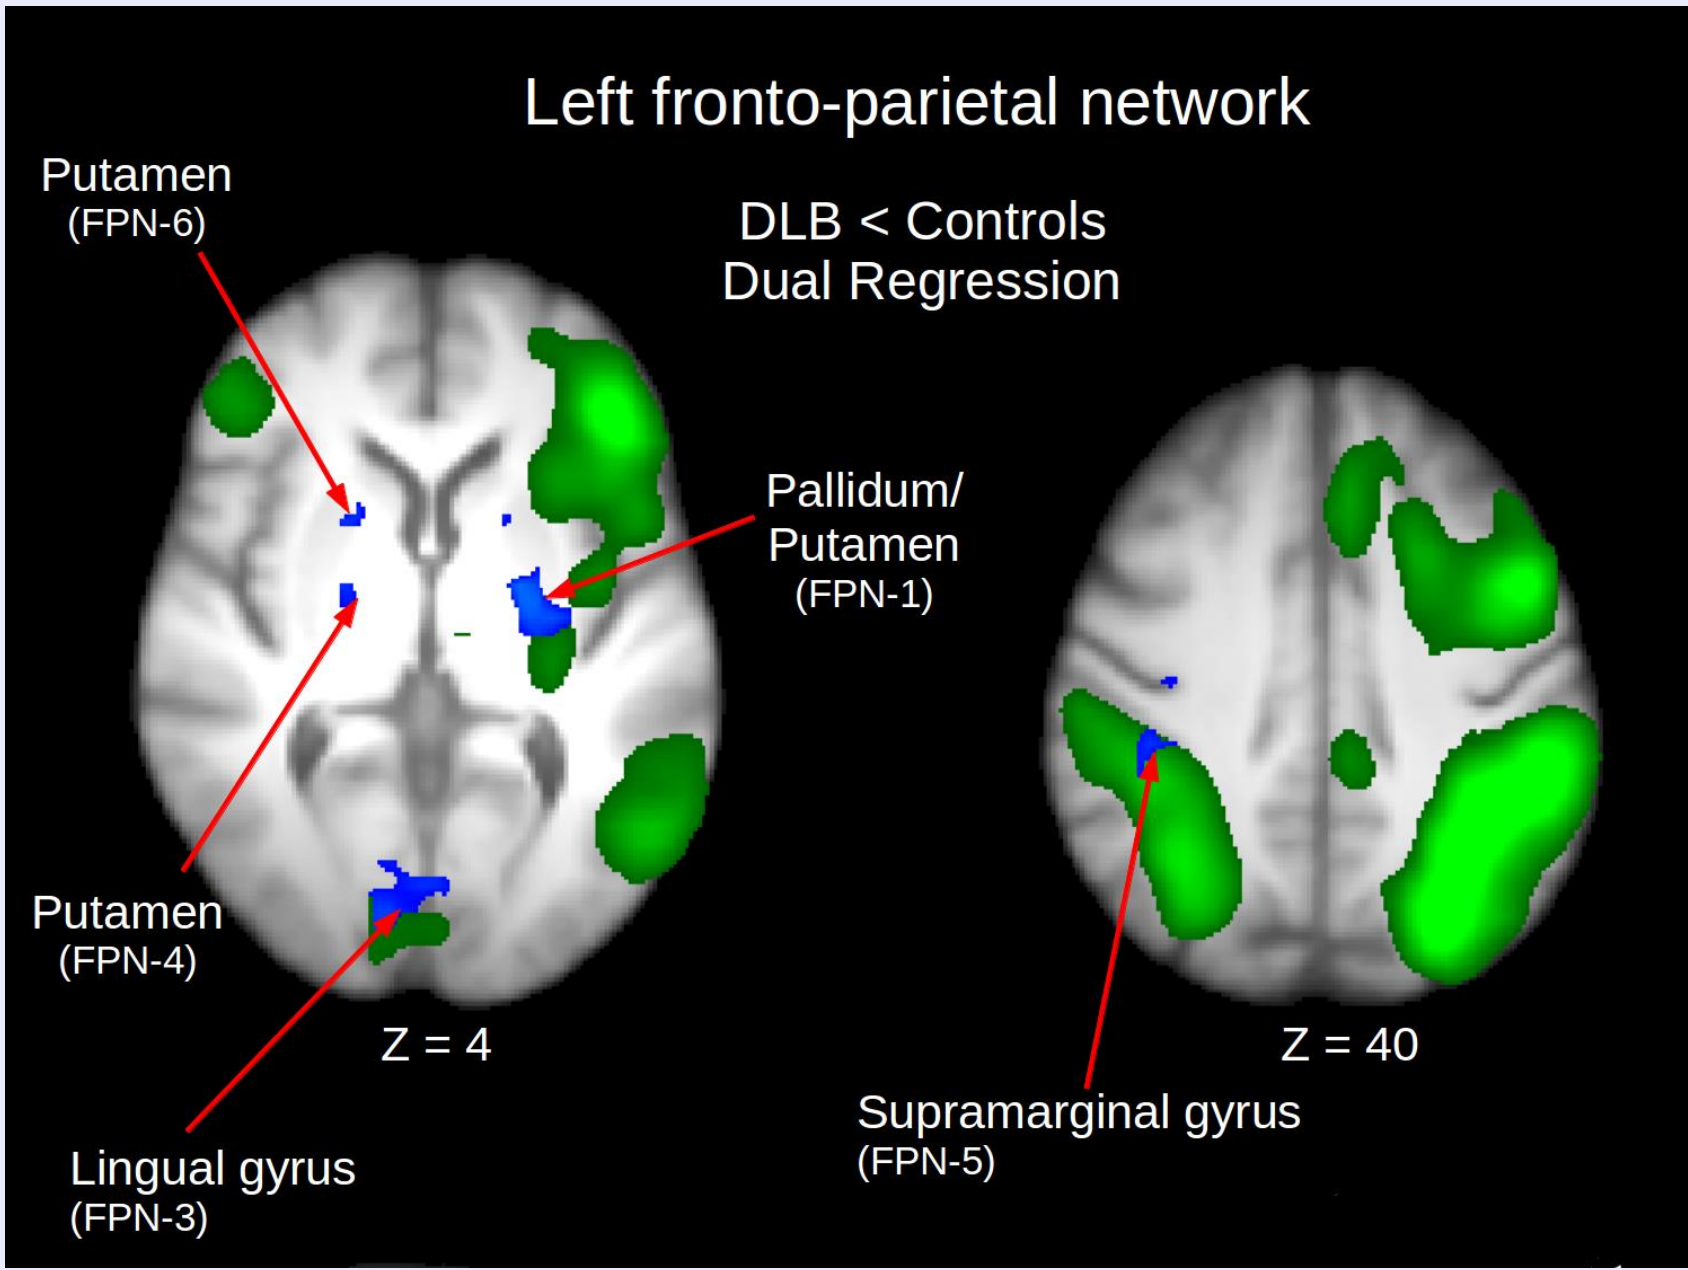 Left fronto-parietal network
Putamen
(FPN-6)
DLB < Controls
Dual Regression
Pallidum/
Putamen
(FPN-1)
Putamen
(FPN-4)
Z = 4
Z = 40
Supramarginal gyrus
(FPN-5)
Lingual gyrus
(FPN-3)